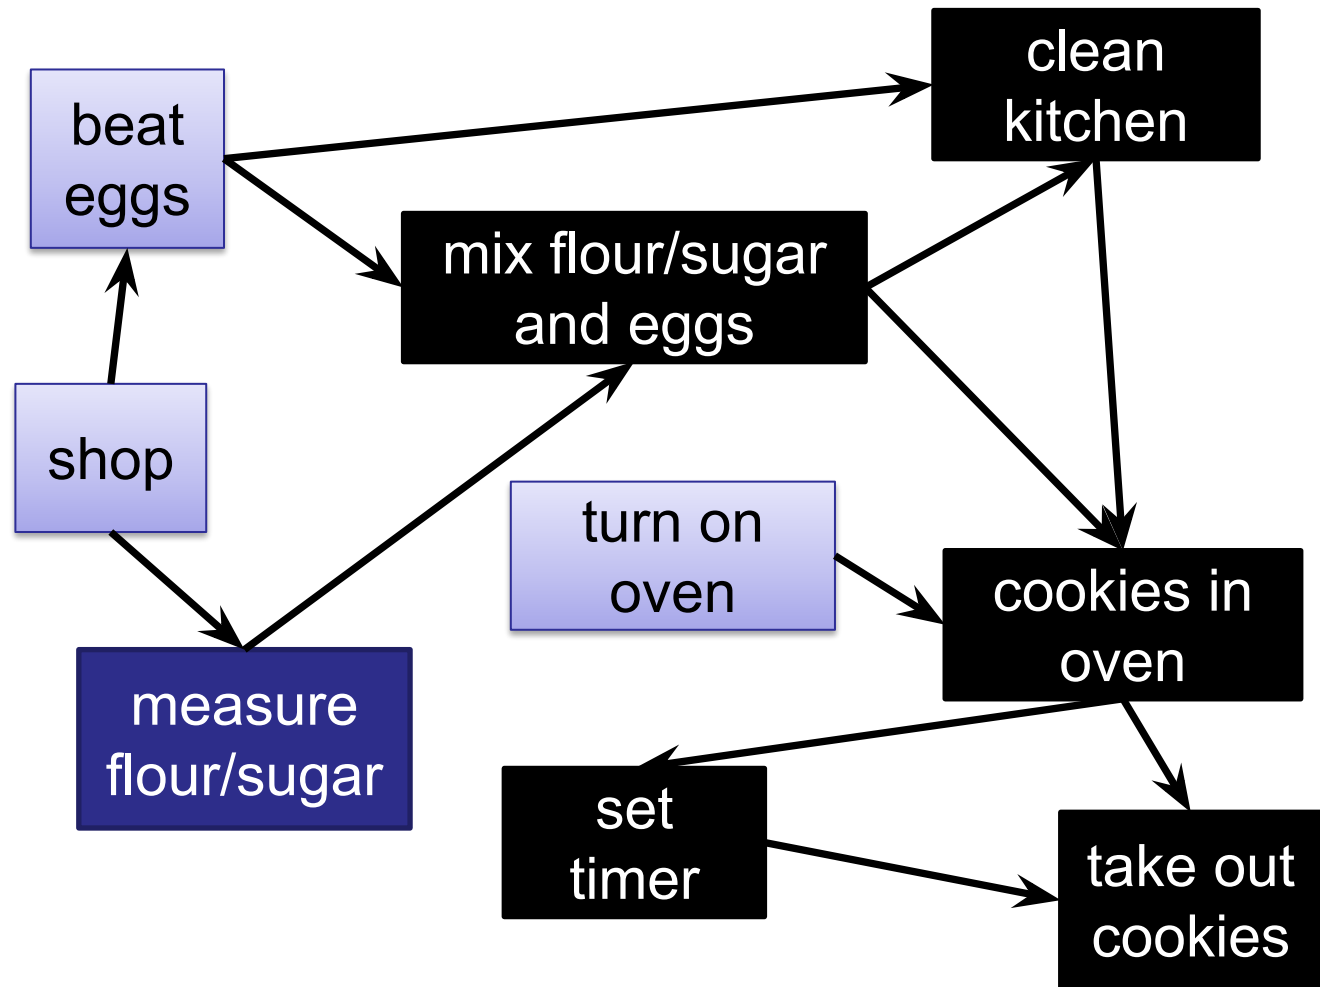 clean
kitchen
beat
eggs
mix flour/sugar
and eggs
shop
turn on
oven
cookies in
oven
measure
flour/sugar
set
timer
take out
cookies